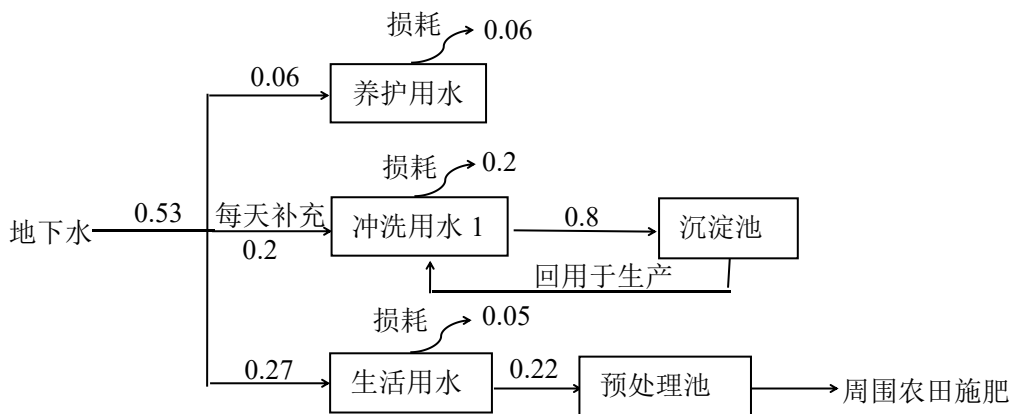 损耗 0.06
0.06 养护用水
损耗 0.2
地下水 0.53 每天补充 0.2 冲洗用水 1 0.8 沉淀池
回用于生产
损耗 0.05
0.27 生活用水 0.22 预处理池 周围农田施肥